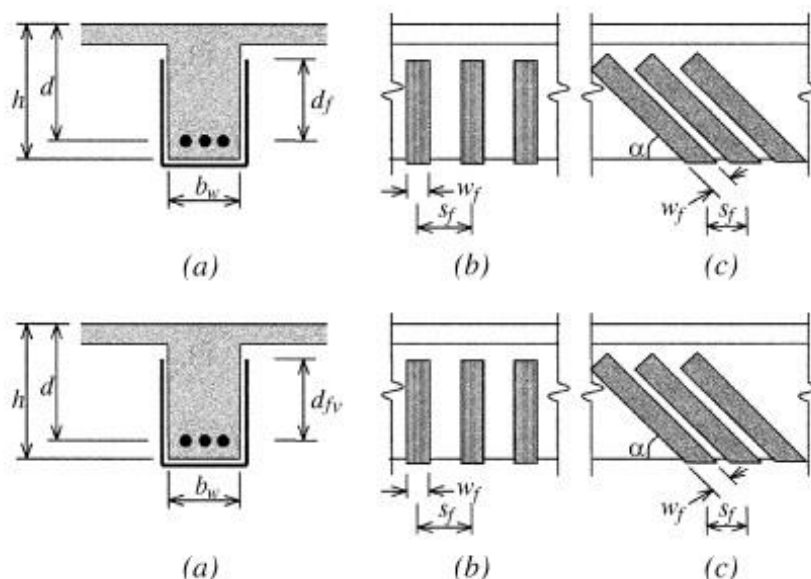 h
d
d_f
b_w
w_f
s_f
α
w_f
s_f
(a)
(b)
(c)
h
d
d_fv
b_w
w_f
s_f
α
w_f
s_f
(a)
(b)
(c)